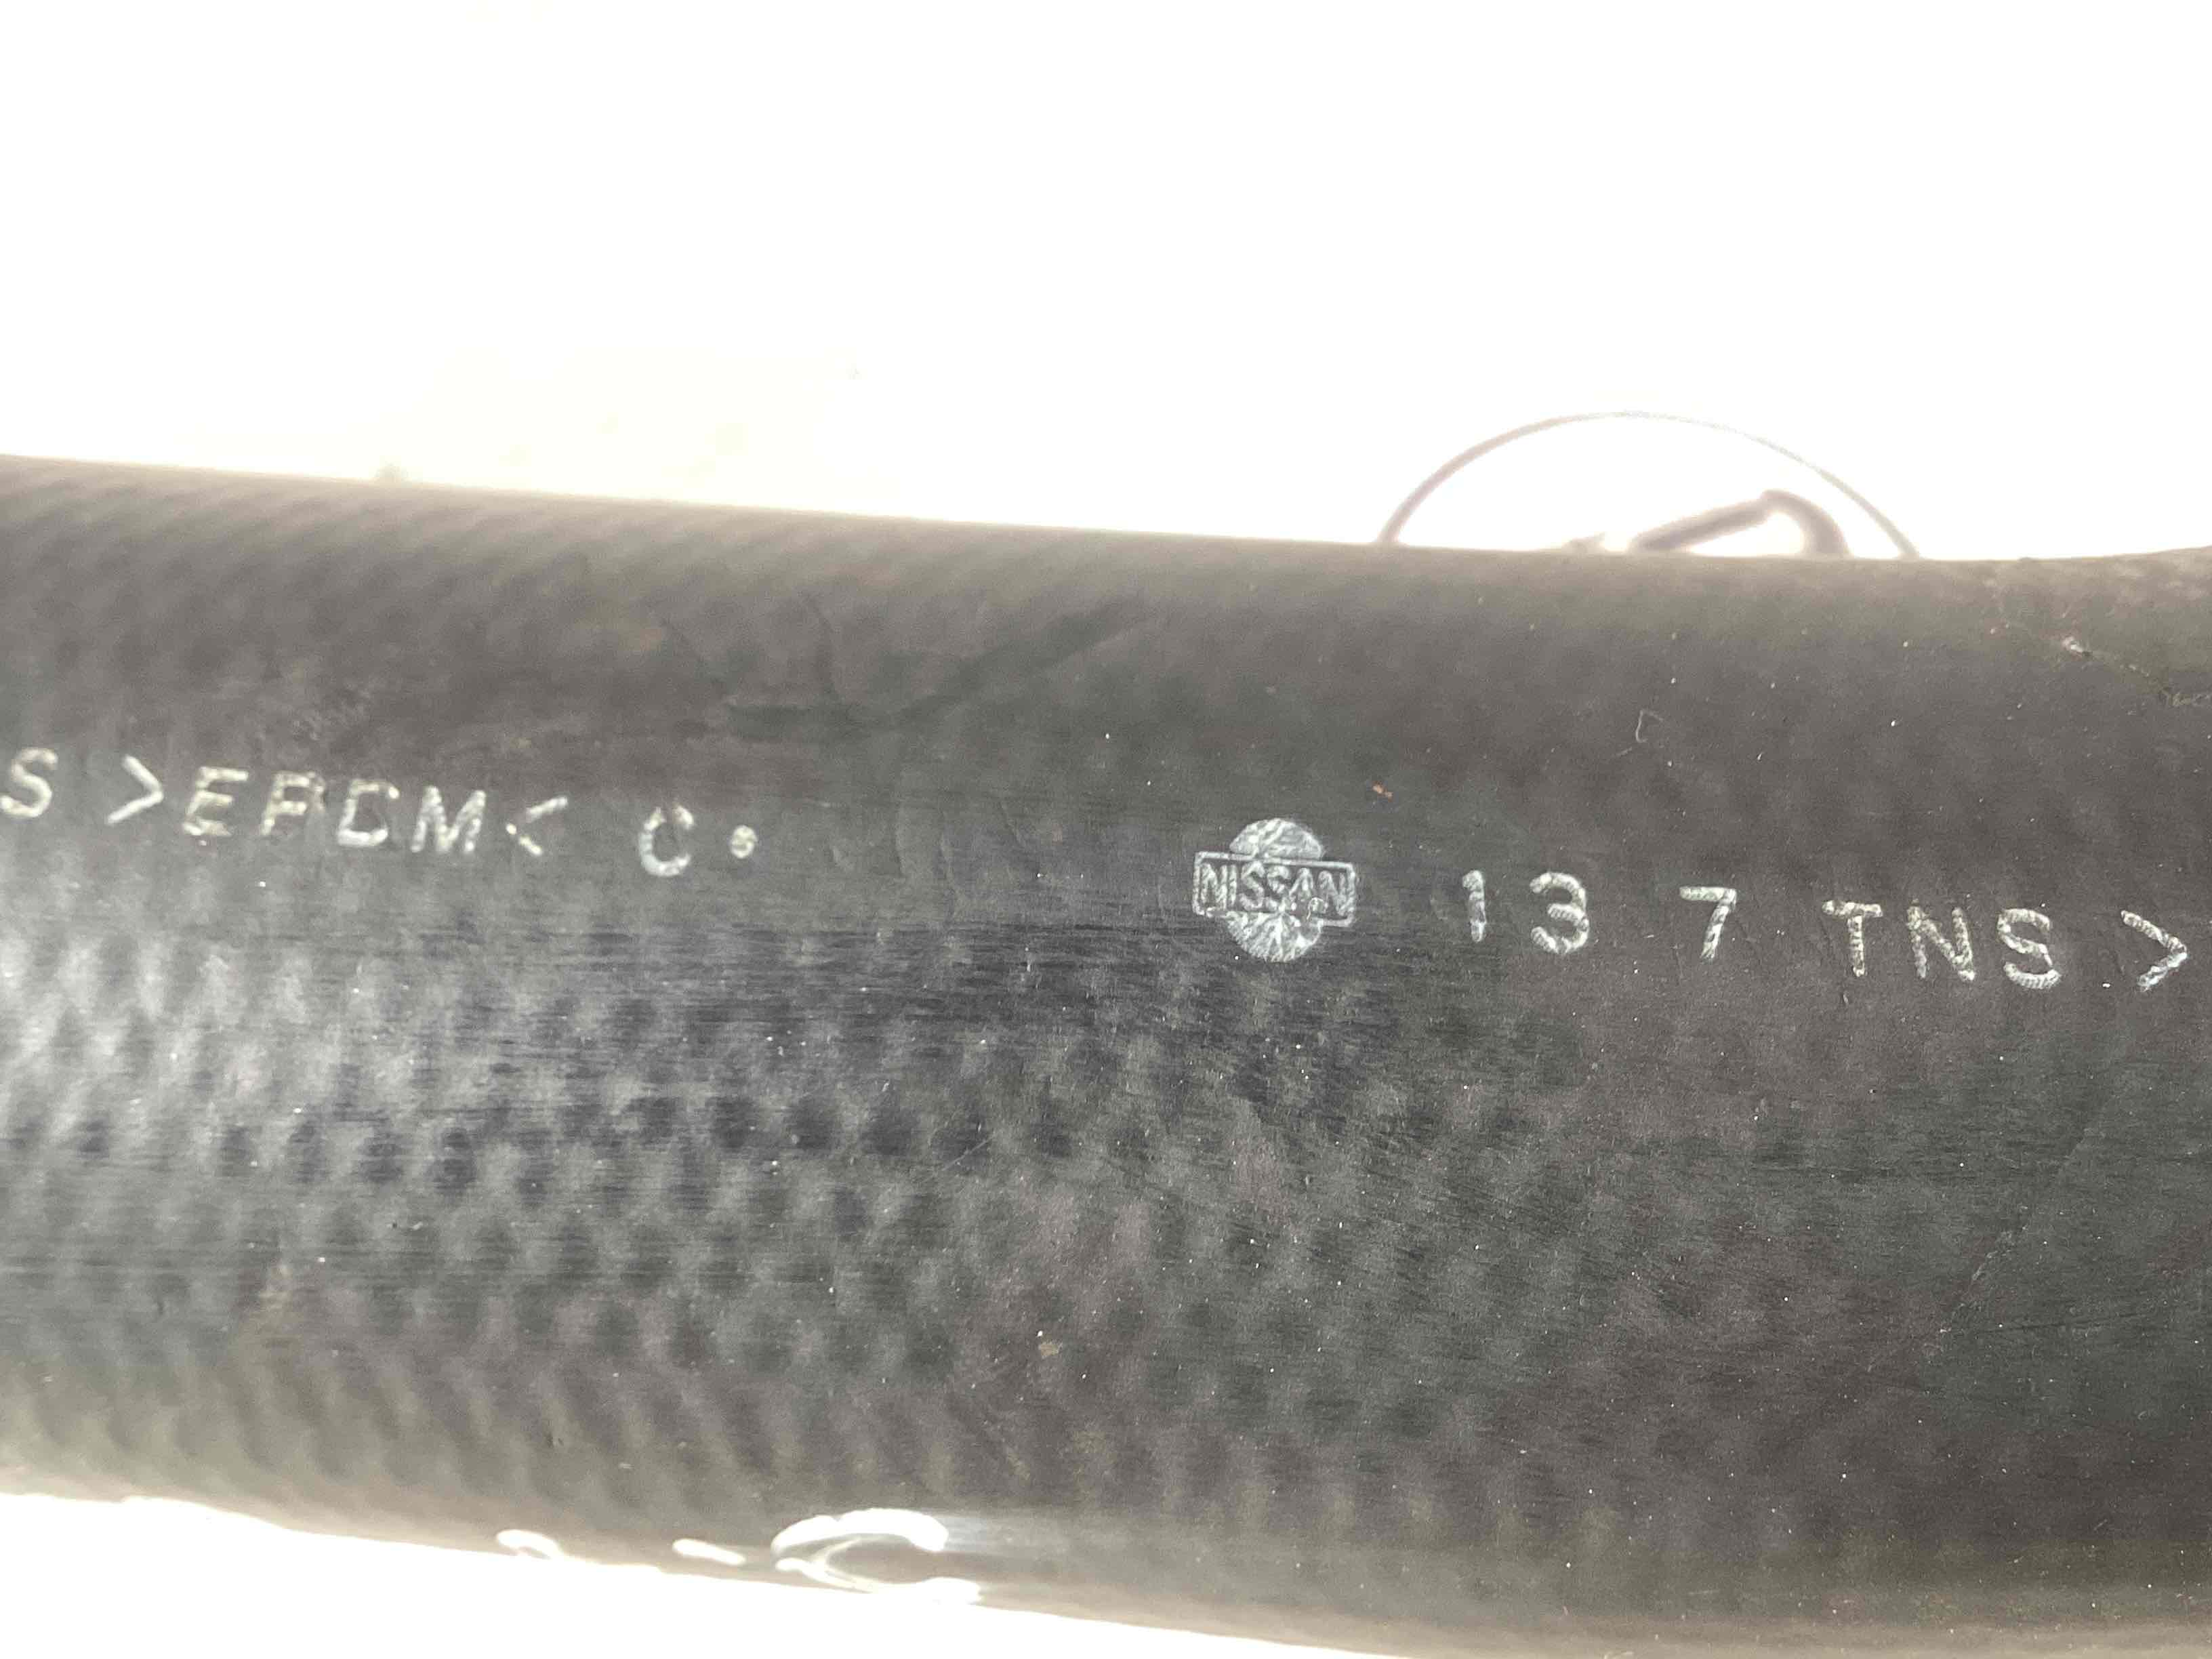 S >EPDM< C• NISSAN 13 7 TNS >